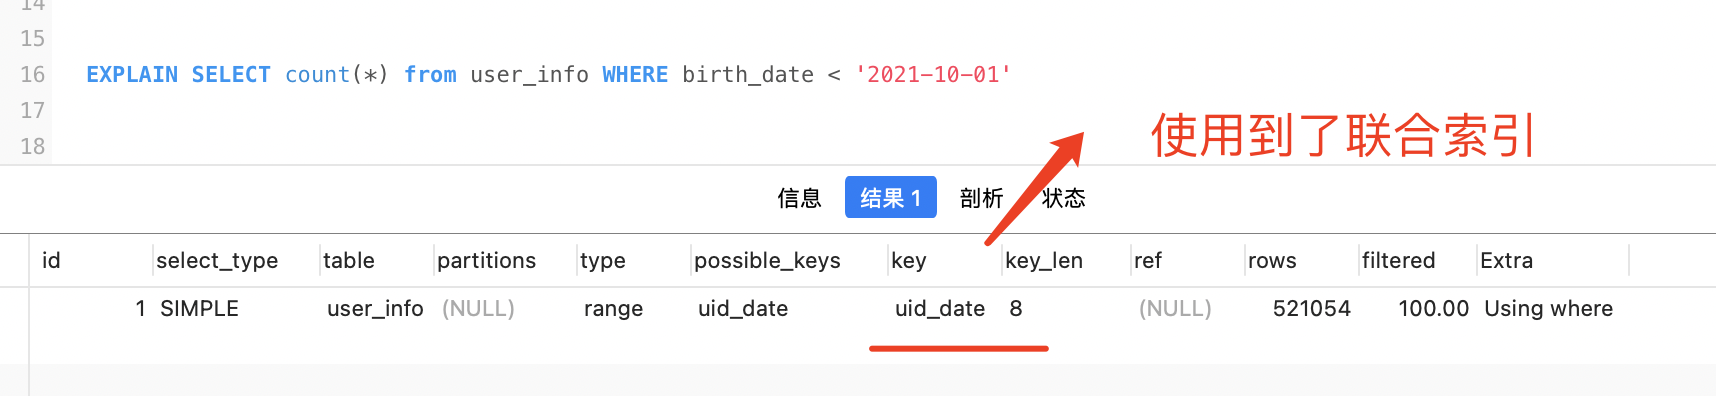 14
15
16 EXPLAIN SELECT count(*) from user_info WHERE birth_date < '2021-10-01'
17
使用到了联合索引
18
信息 结果 1 剖析 状态
id select_type table partitions type possible_keys key key_len ref rows filtered Extra
1 SIMPLE user_info (NULL) range uid_date uid_date 8 (NULL) 521054 100.00 Using where